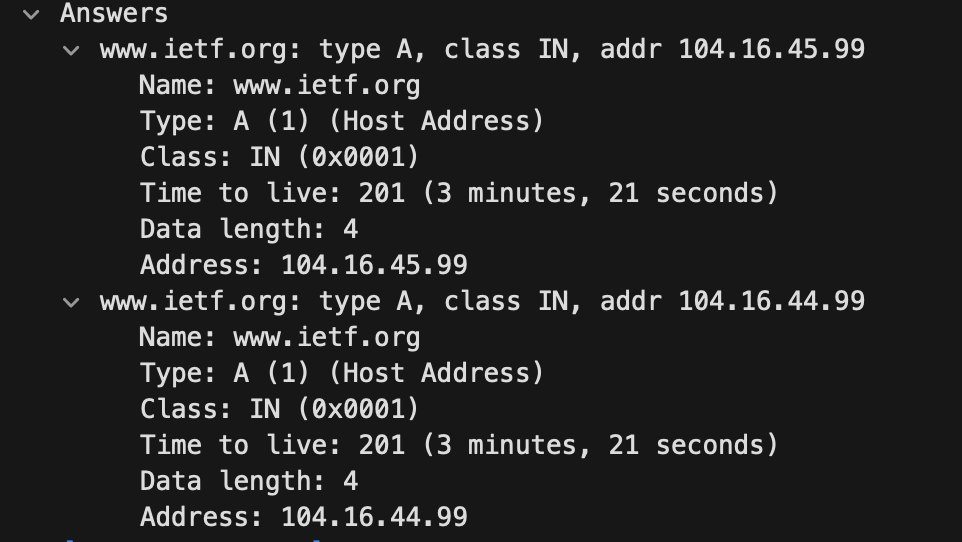 Answers
www.ietf.org: type A, class IN, addr 104.16.45.99
Name: www.ietf.org
Type: A (1) (Host Address)
Class: IN (0x0001)
Time to live: 201 (3 minutes, 21 seconds)
Data length: 4
Address: 104.16.45.99
www.ietf.org: type A, class IN, addr 104.16.44.99
Name: www.ietf.org
Type: A (1) (Host Address)
Class: IN (0x0001)
Time to live: 201 (3 minutes, 21 seconds)
Data length: 4
Address: 104.16.44.99